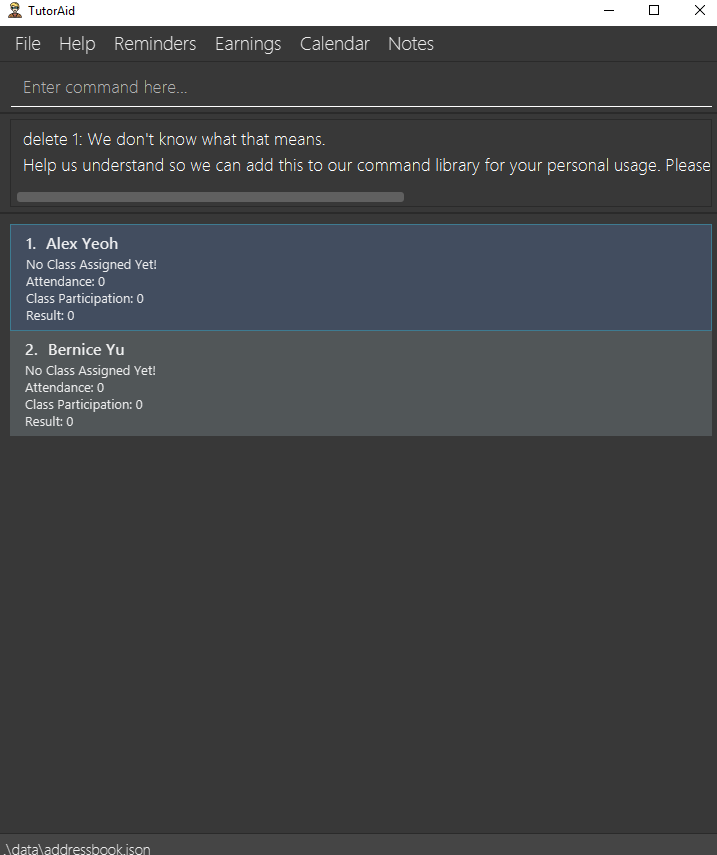 TutorAid
File Help Reminders Earnings Calendar Notes
Enter command here...
delete 1: We don't know what that means.
Help us understand so we can add this to our command library for your personal usage. Please
1. Alex Yeoh
No Class Assigned Yet!
Attendance: 0
Class Participation: 0
Result: 0
2. Bernice Yu
No Class Assigned Yet!
Attendance: 0
Class Participation: 0
Result: 0
.\data\addressbook.json